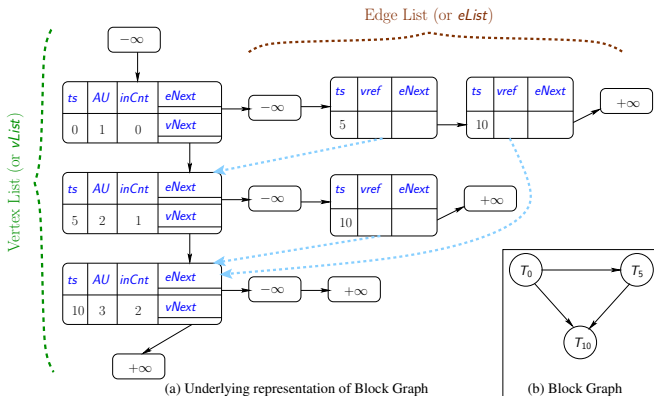 Edge List (or eList)
−∞
Vertex List (or vList)
ts AU inCnt eNext
vNext
0 1 0
−∞
ts vref eNext
5
ts vref eNext
10
+∞
ts AU inCnt eNext
vNext
5 2 1
−∞
ts vref eNext
10
+∞
ts AU inCnt eNext
vNext
10 3 2
−∞
+∞
+∞
T0
T5
T10
(a) Underlying representation of Block Graph
(b) Block Graph